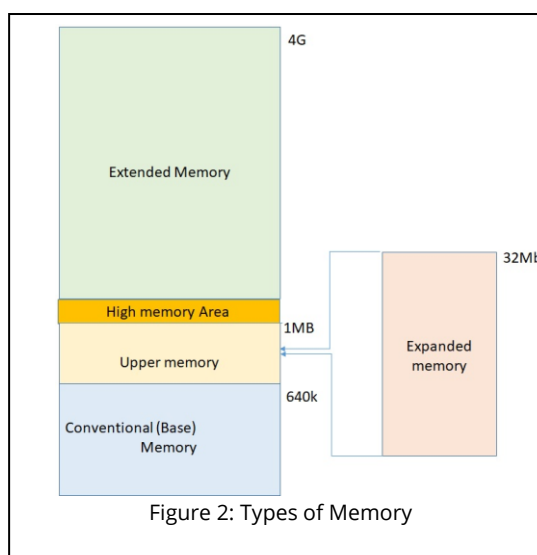 4G
Extended Memory
High memory Area
1MB
Upper memory
640k
Conventional (Base)
Memory
32Mb
Expanded
memory
Figure 2: Types of Memory